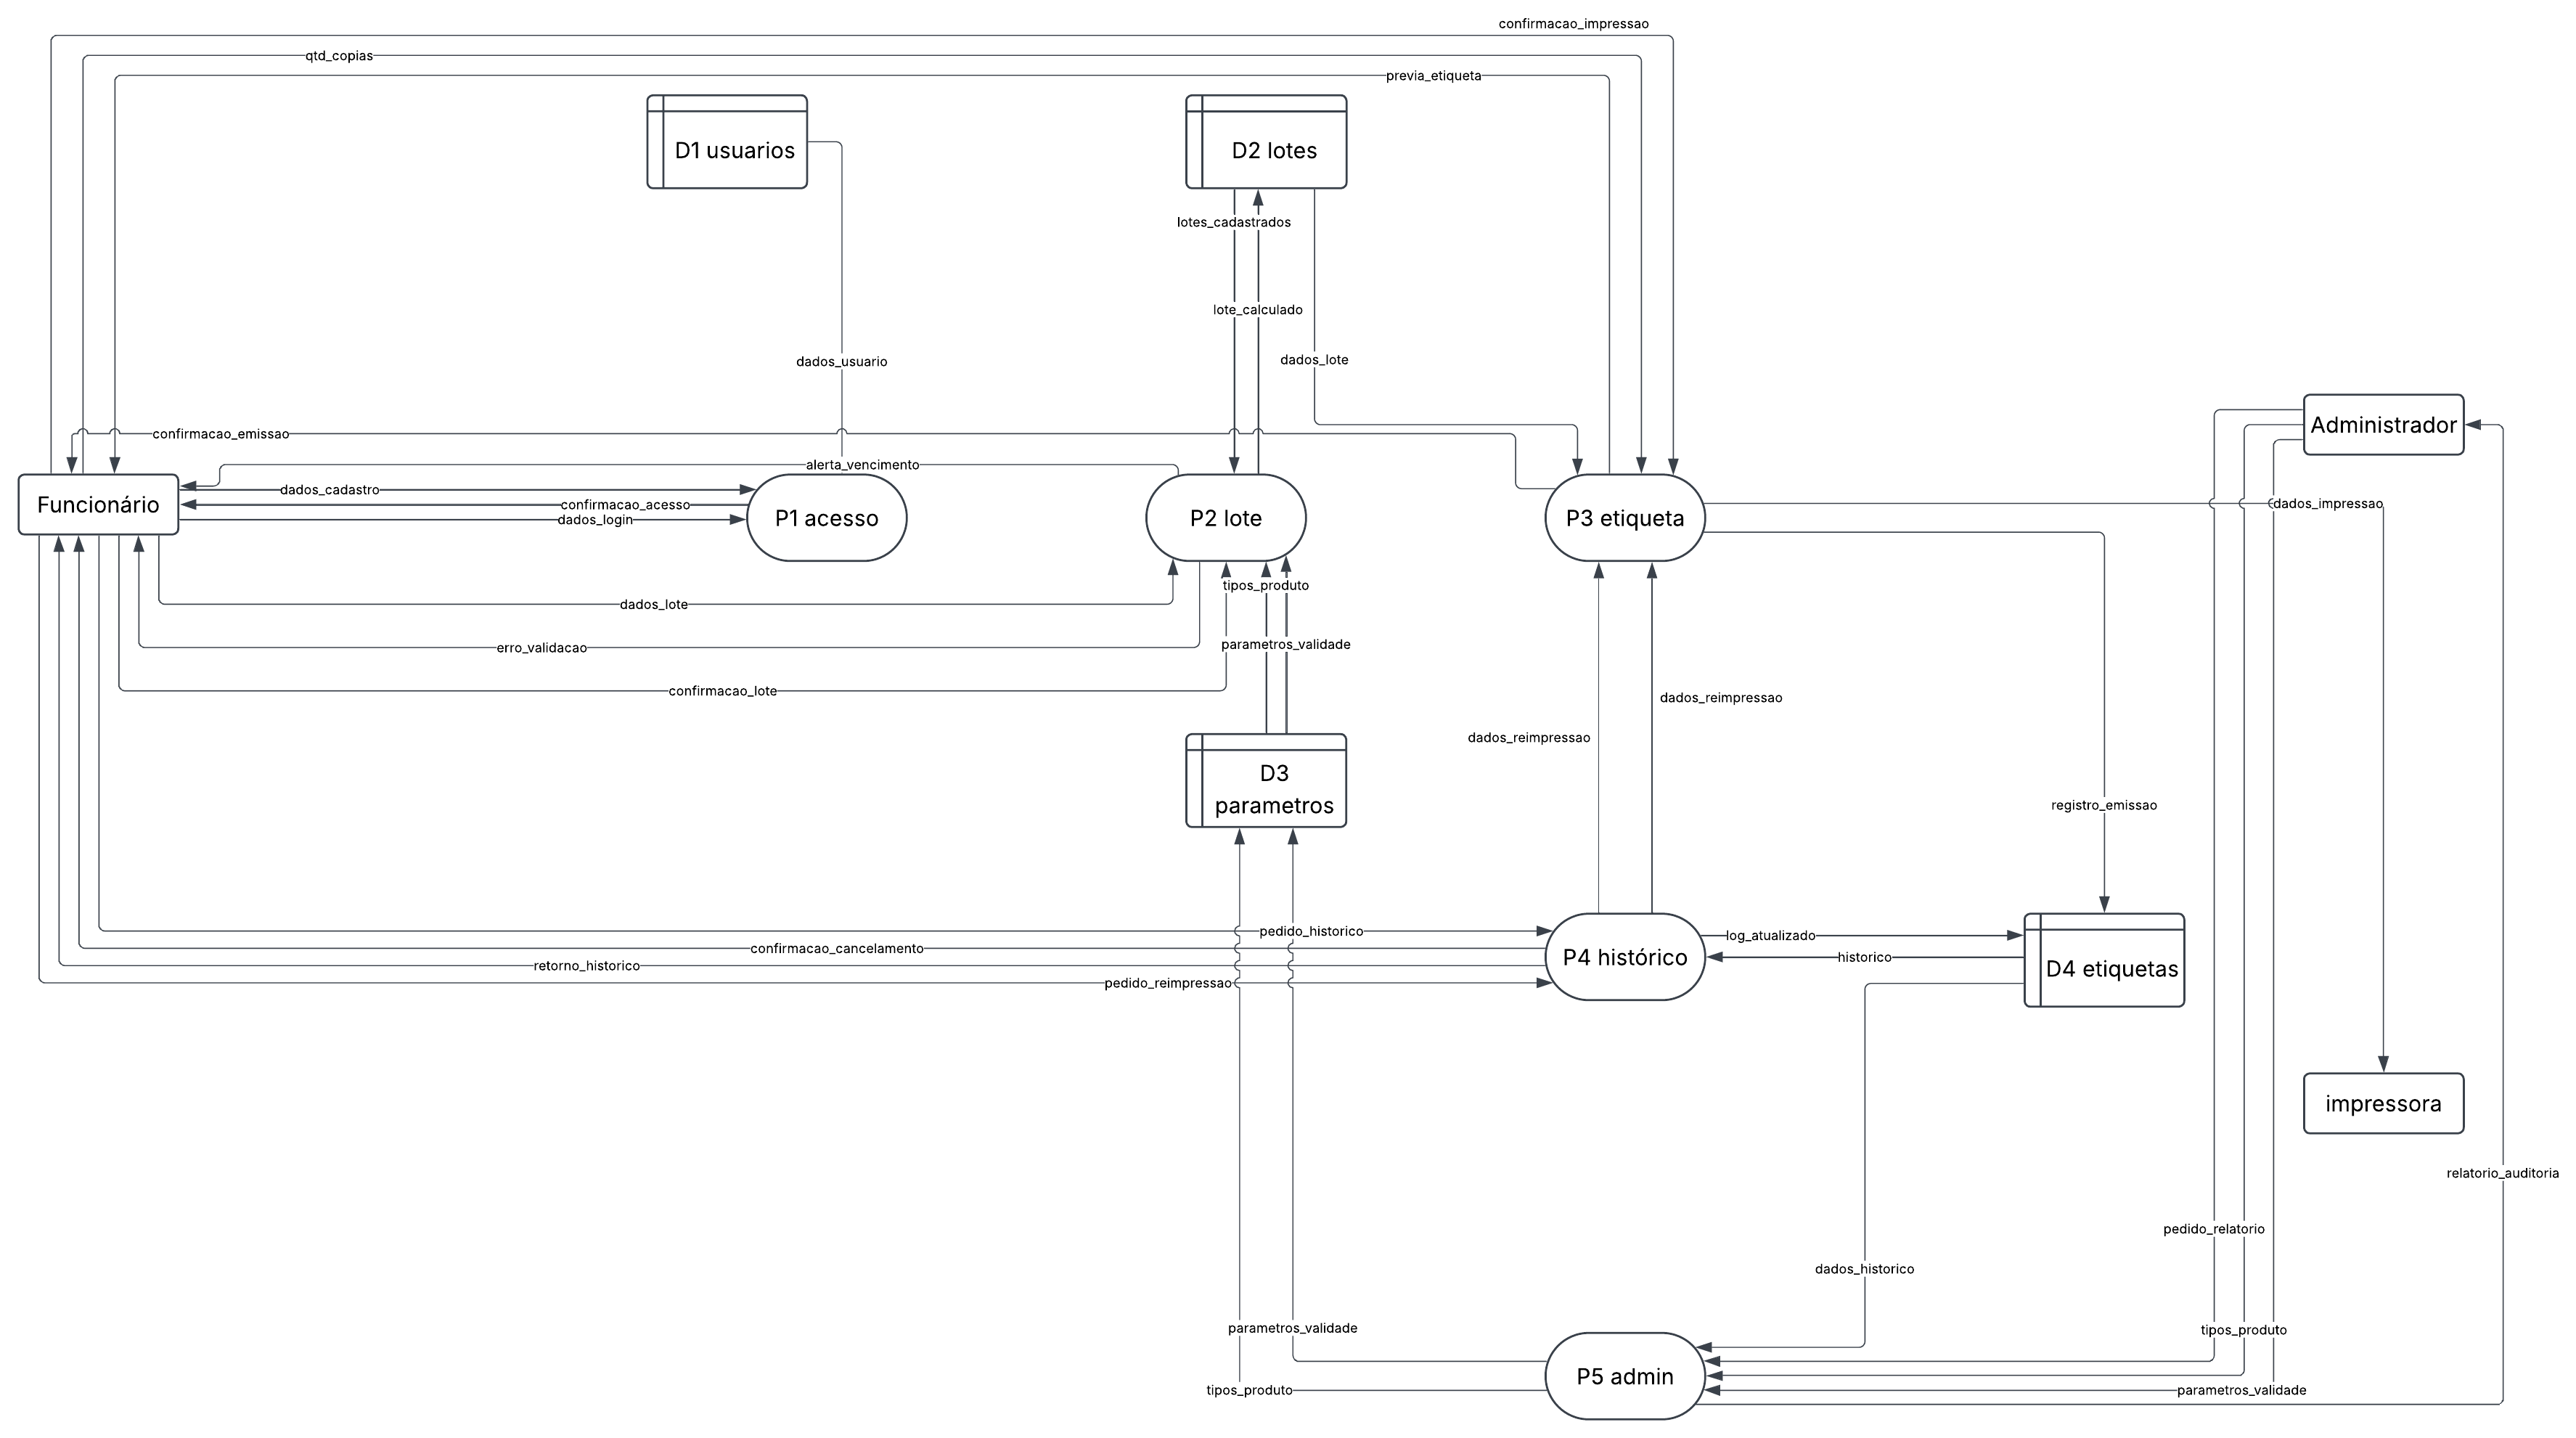 confirmacao_impressao
qtd_copias
previa_etiqueta
D1 usuarios
D2 lotes
lotes_cadastrados
lote_calculado
dados_usuario
dados_lote
Administrador
confirmacao_emissao
alerta_vencimento
Funcionário
dados_cadastro
confirmacao_acesso
dados_login
P1 acesso
P2 lote
P3 etiqueta
dados_impressao
tipos_produto
dados_lote
erro_validacao
parametros_validade
confirmacao_lote
dados_reimpressao
dados_reimpressao
D3
parametros
registro_emissao
pedido_historico
confirmacao_cancelamento
retorno_historico
pedido_reimpressao
P4 histórico
log_atualizado
historico
D4 etiquetas
impressora
relatorio_auditoria
pedido_relatorio
dados_historico
parametros_validade
tipos_produto
P5 admin
tipos_produto
parametros_validade